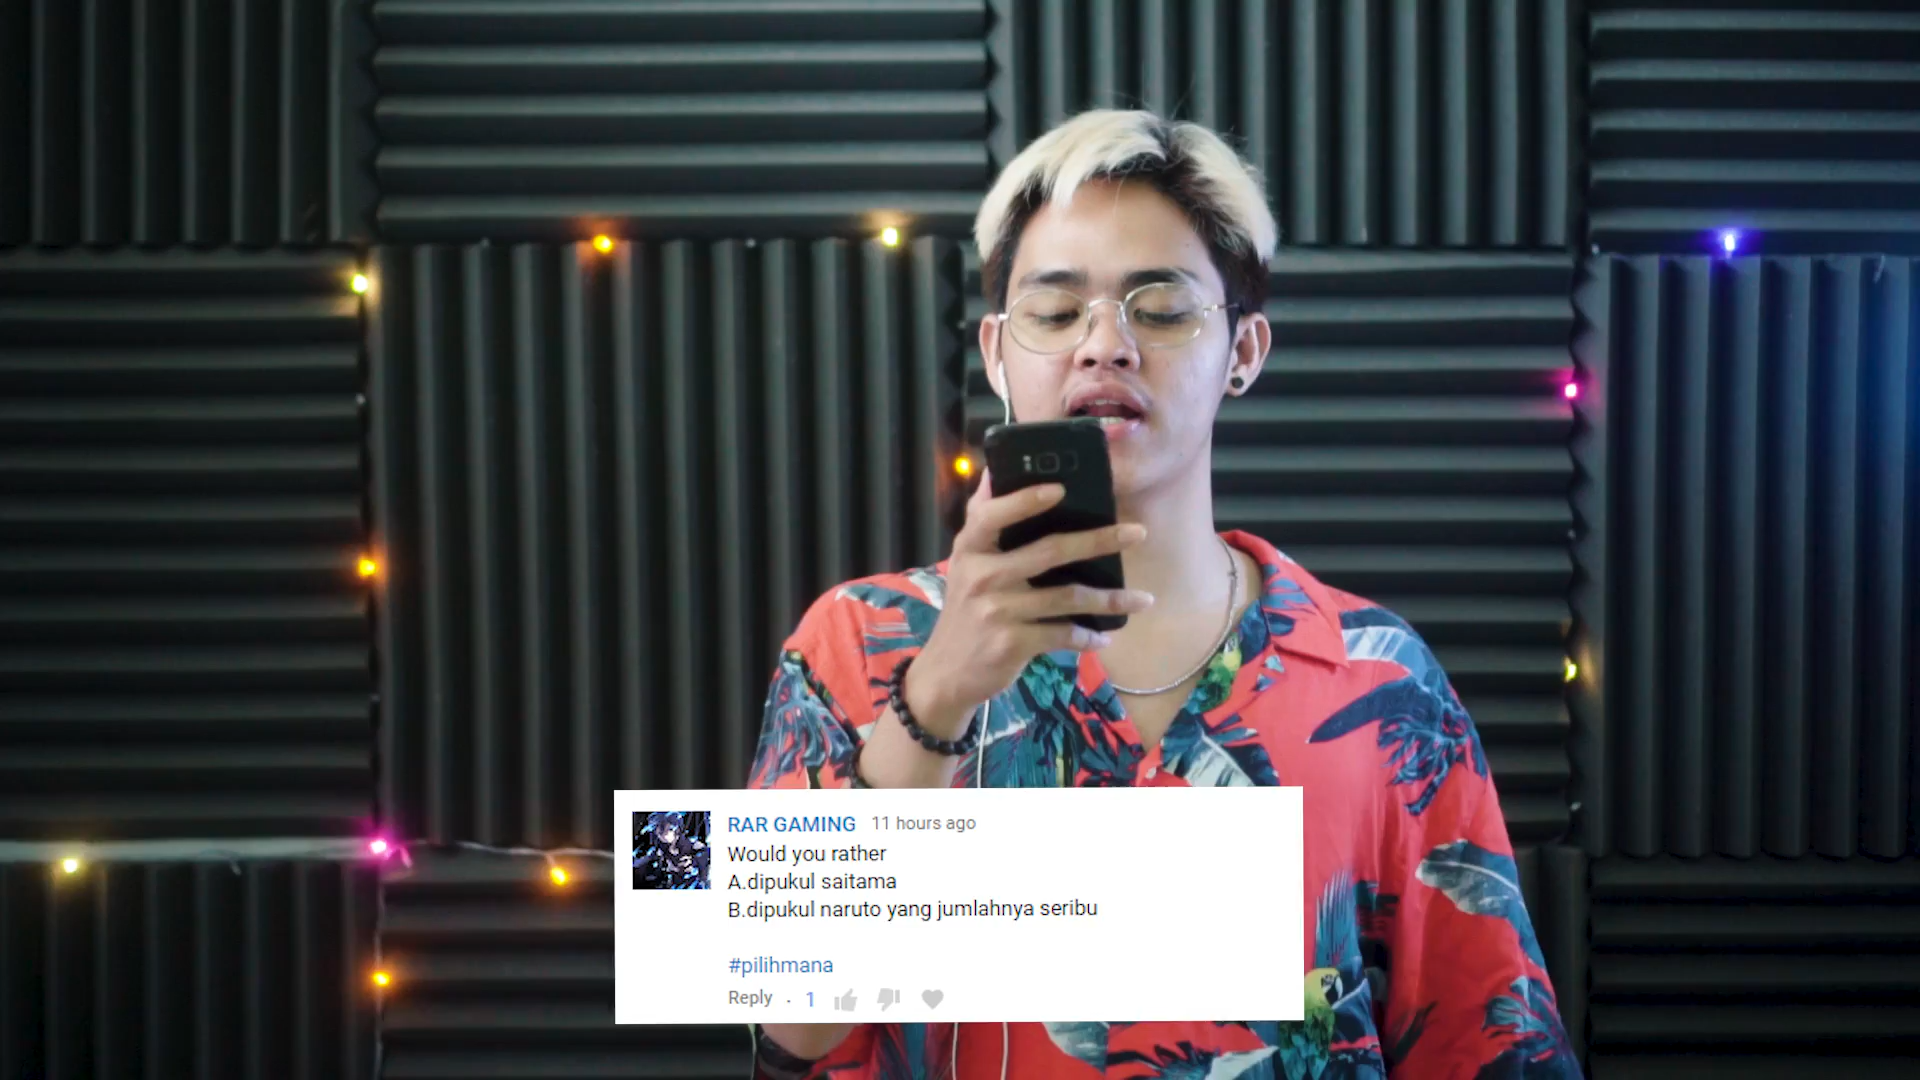 RAR GAMING 11 hours ago
Would you rather
A.dipukul saitama
B.dipukul naruto yang jumlahnya seribu
#pilihmana
Reply · 1